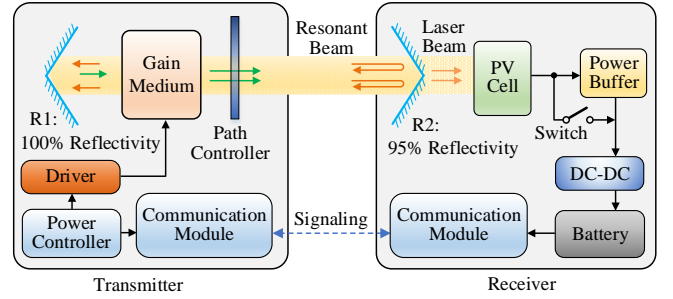 Resonant
Beam
Laser
Beam
Gain
Medium
PV
Cell
Power
Buffer
R1:
100% Reflectivity
Path
Controller
R2:
95% Reflectivity
Switch
Driver
DC-DC
Power
Controller
Communication
Module
Signaling
Communication
Module
Battery
Transmitter
Receiver